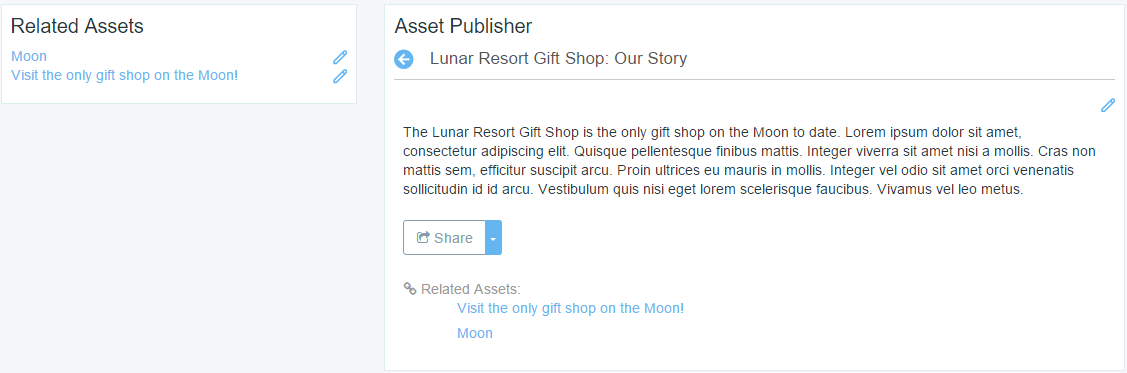 Related Assets
Moon
Visit the only gift shop on the Moon!
Asset Publisher
Lunar Resort Gift Shop: Our Story
The Lunar Resort Gift Shop is the only gift shop on the Moon to date. Lorem ipsum dolor sit amet,
consectetur adipiscing elit. Quisque pellentesque finibus mattis. Integer viverra sit amet nisi a mollis. Cras non
mattis sem, efficitur suscipit arcu. Proin ultrices eu mauris in mollis. Integer vel odio sit amet orci venenatis
sollicitudin id id arcu. Vestibulum quis nisi eget lorem scelerisque faucibus. Vivamus vel leo metus.
Share
Related Assets:
Visit the only gift shop on the Moon!
Moon